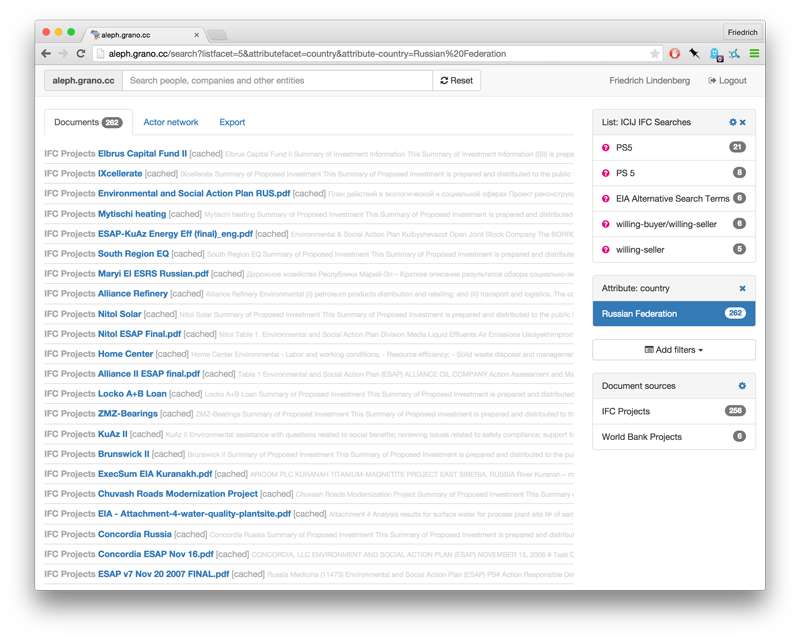 aleph.grano.cc
Friedrich
aleph.grano.cc/search?listfacet=5&attributefacet=country&attribute-country=Russian%20Federation
aleph.grano.cc Search people, companies and other entities Reset Friedrich Lindenberg Logout
Documents 262 Actor network Export
IFC Projects Elbrus Capital Fund II [cached] Elbrus Capital Fund II Summary of Investment Information This Summary of Investment Information (SII) is prepa
IFC Projects IXcellerate [cached] IXcellerate Summary of Proposed Investment This Summary of Proposed Investment is prepared and distributed to the public
IFC Projects Environmental and Social Action Plan RUS.pdf [cached] План действий в экологической и социальной сферах Проект реконструк
IFC Projects Mytischi heating [cached] Mytischi heating Summary of Proposed Investment This Summary of Proposed Investment is prepared and distributed
IFC Projects ESAP-KuAz Energy Eff (final)_eng.pdf [cached] Environmental & Social Action Plan Kuibyshevazot Open Joint Stock Company The BORRO
IFC Projects South Region EQ [cached] South Region EQ Summary of Proposed Investment This Summary of Proposed Investment is prepared and distribute
IFC Projects Maryi El ESRS Russian.pdf [cached] Дорожное хозяйство Республики Марий-Эл – Краткое описание результатов обзора социально-э
IFC Projects Alliance Refinery [cached] Alliance Refinery Environmental (i) petroleum products distribution and retailing; and (ii) transport and logistics. The co
IFC Projects Nitol Solar [cached] Nitol Solar Summary of Proposed Investment This Summary of Proposed Investment is prepared and distributed to the public
IFC Projects Nitol ESAP Final.pdf [cached] Nitol Table 1. Environmental and Social Action Plan Division Media Liquid Effluents Air Emissions Usolyekhimprom
IFC Projects Home Center [cached] Home Center Environmental - Labor and working conditions; - Resource efficiency; - Solid waste disposal and managemen
IFC Projects Alliance II ESAP final.pdf [cached] Table 1 Environmental and Social Action Plan (ESAP) ALLIANCE OIL COMPANY Action Assessment and Ma
IFC Projects Locko A+B Loan [cached] Locko A+B Loan Summary of Proposed Investment This Summary of Proposed Investment is prepared and distribute
IFC Projects ZMZ-Bearings [cached] ZMZ-Bearings Summary of Proposed Investment This Summary of Proposed Investment is prepared and distributed to th
IFC Projects KuAz II [cached] KuAz II Environmental assistance with questions related to social benefits; reviewing issues related to safety compliance; support f
IFC Projects Brunswick II [cached] Brunswick II Summary of Proposed Investment This Summary of Proposed Investment is prepared and distributed to the pu
IFC Projects ExecSum EIA Kuranakh.pdf [cached] ARICOM PLC KURANAH TITANIUM-MAGNETITE PROJECT EAST SIBERIA, RUSSIA River Kuranah – m
IFC Projects Chuvash Roads Modernization Project [cached] Chuvash Roads Modernization Project Summary of Proposed Investment This Summary
IFC Projects EIA - Attachment-4-water-quality-plantsite.pdf [cached] Attachment 4 Analysis results for surface water for process plant site № of sam
IFC Projects Concordia Russia [cached] Concordia Russia Summary of Proposed Investment This Summary of Proposed Investment is prepared and distribut
IFC Projects Concordia ESAP Nov 16.pdf [cached] CONCORDIA, LLC ENVIRONMENT AND SOCIAL ACTION PLAN (ESAP) NOVEMBER 15, 2006 # Task D
IFC Projects ESAP v7 Nov 20 2007 FINAL.pdf [cached] Russia Medicina (11473) Environmental and Social Action Plan (ESAP) PS# Action Responsible De
List: ICIJ IFC Searches
PS5 21
PS 5 8
EIA Alternative Search Terms 6
willing-buyer/willing-seller 6
willing-seller 5
Attribute: country
Russian Federation 262
Add filters
Document sources
IFC Projects 256
World Bank Projects 6